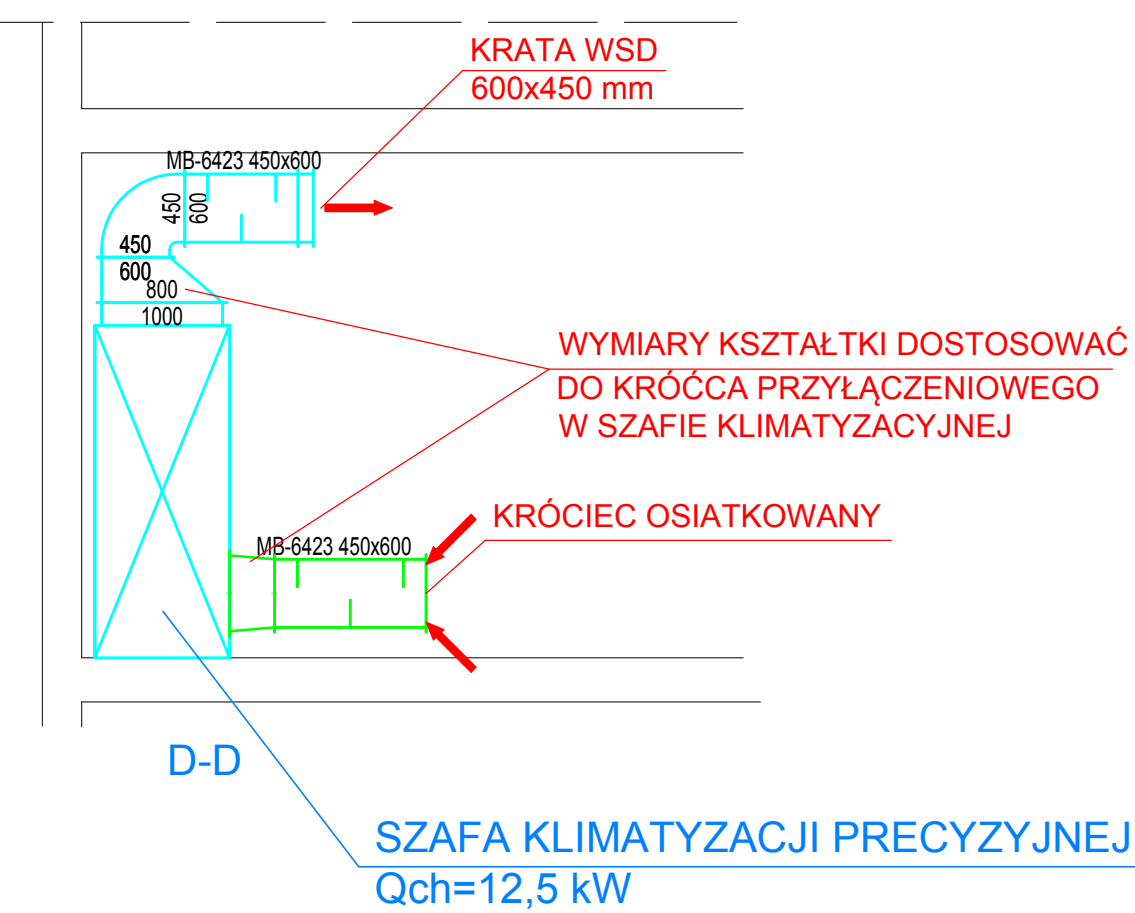 KRATA WSD
600x450 mm
MB-6423 450x600
450
600
450
600
800
1000
WYMIARY KSZTAŁTKI DOSTOSOWAĆ
DO KRÓĆCA PRZYŁĄCZENIOWEGO
W SZAFIE KLIMATYZACYJNEJ
KRÓCIEC OSIATKOWANY
MB-6423 450x600
D-D
SZAFA KLIMATYZACJI PRECYZYJNEJ
Qch=12,5 kW